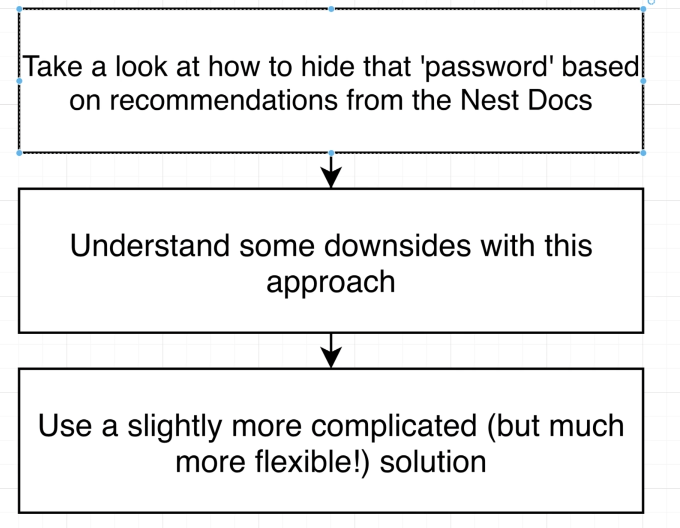 Take a look at how to hide that 'password' based
on recommendations from the Nest Docs
Understand some downsides with this
approach
Use a slightly more complicated (but much
more flexible!) solution